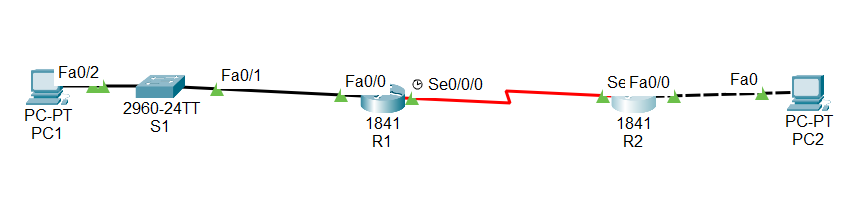 Fa0/2
PC-PT
PC1
2960-24TT
S1
Fa0/1
Fa0/0
Se0/0/0
1841
R1
Se
Fa0/0
1841
R2
Fa0
PC-PT
PC2